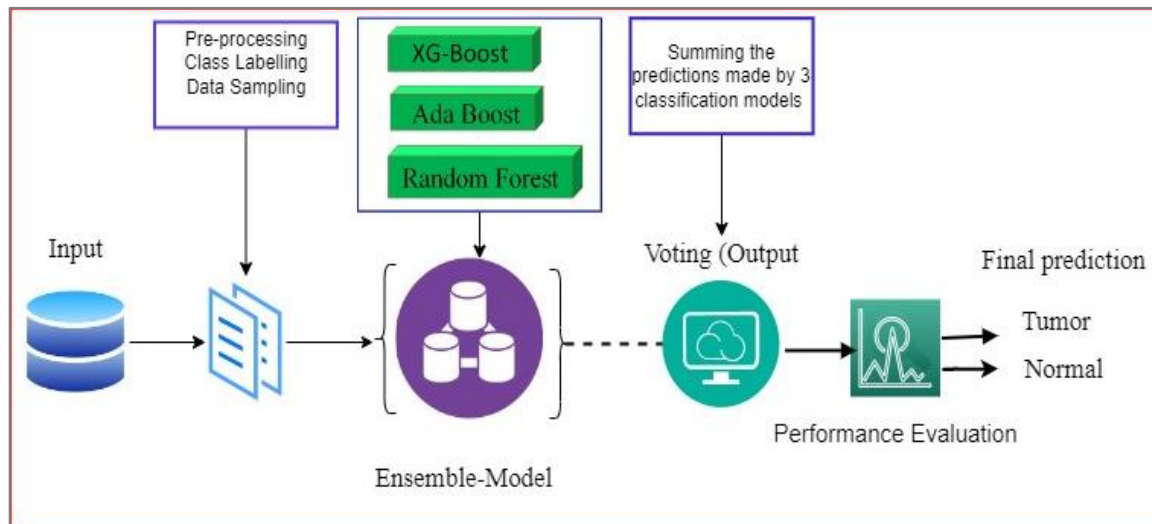 Pre-processing
Class Labelling
Data Sampling
XG-Boost
Ada Boost
Random Forest
Summing the
predictions made by 3
classification models
Input
Voting (Output
Final prediction
Tumor
Normal
Performance Evaluation
Ensemble-Model